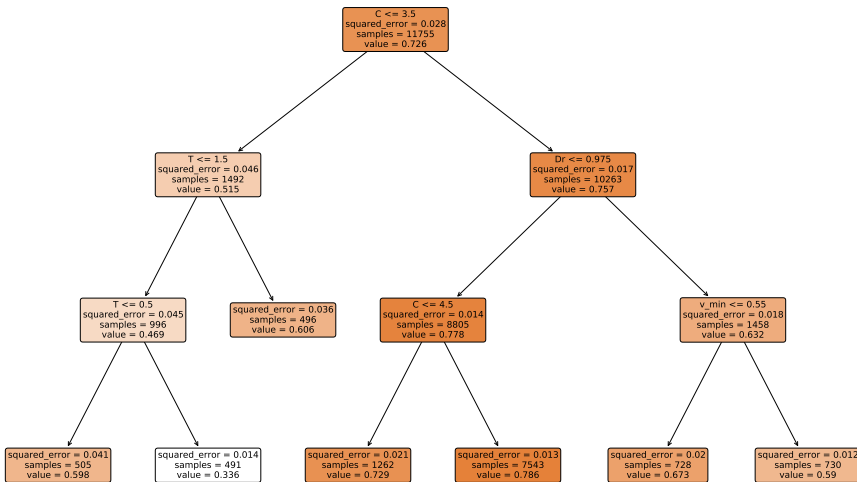 C <= 3.5
squared_error = 0.028
samples = 11755
value = 0.726
T <= 1.5
squared_error = 0.046
samples = 1492
value = 0.515
Dr <= 0.975
squared_error = 0.017
samples = 10263
value = 0.757
T <= 0.5
squared_error = 0.045
samples = 996
value = 0.469
squared_error = 0.036
samples = 496
value = 0.606
C <= 4.5
squared_error = 0.014
samples = 8805
value = 0.778
v_min <= 0.55
squared_error = 0.018
samples = 1458
value = 0.632
squared_error = 0.041
samples = 505
value = 0.598
squared_error = 0.014
samples = 491
value = 0.336
squared_error = 0.021
samples = 1262
value = 0.729
squared_error = 0.013
samples = 7543
value = 0.786
squared_error = 0.02
samples = 728
value = 0.673
squared_error = 0.012
samples = 730
value = 0.59